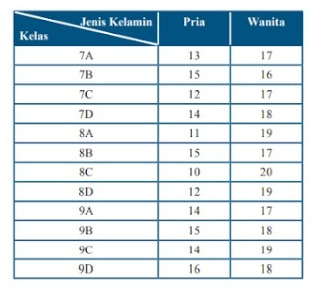 Jenis Kelamin Pria Wanita
Kelas
7A 13 17
7B 15 16
7C 12 17
7D 14 18
8A 11 19
8B 15 17
8C 10 20
8D 12 19
9A 14 17
9B 15 18
9C 14 19
9D 16 18